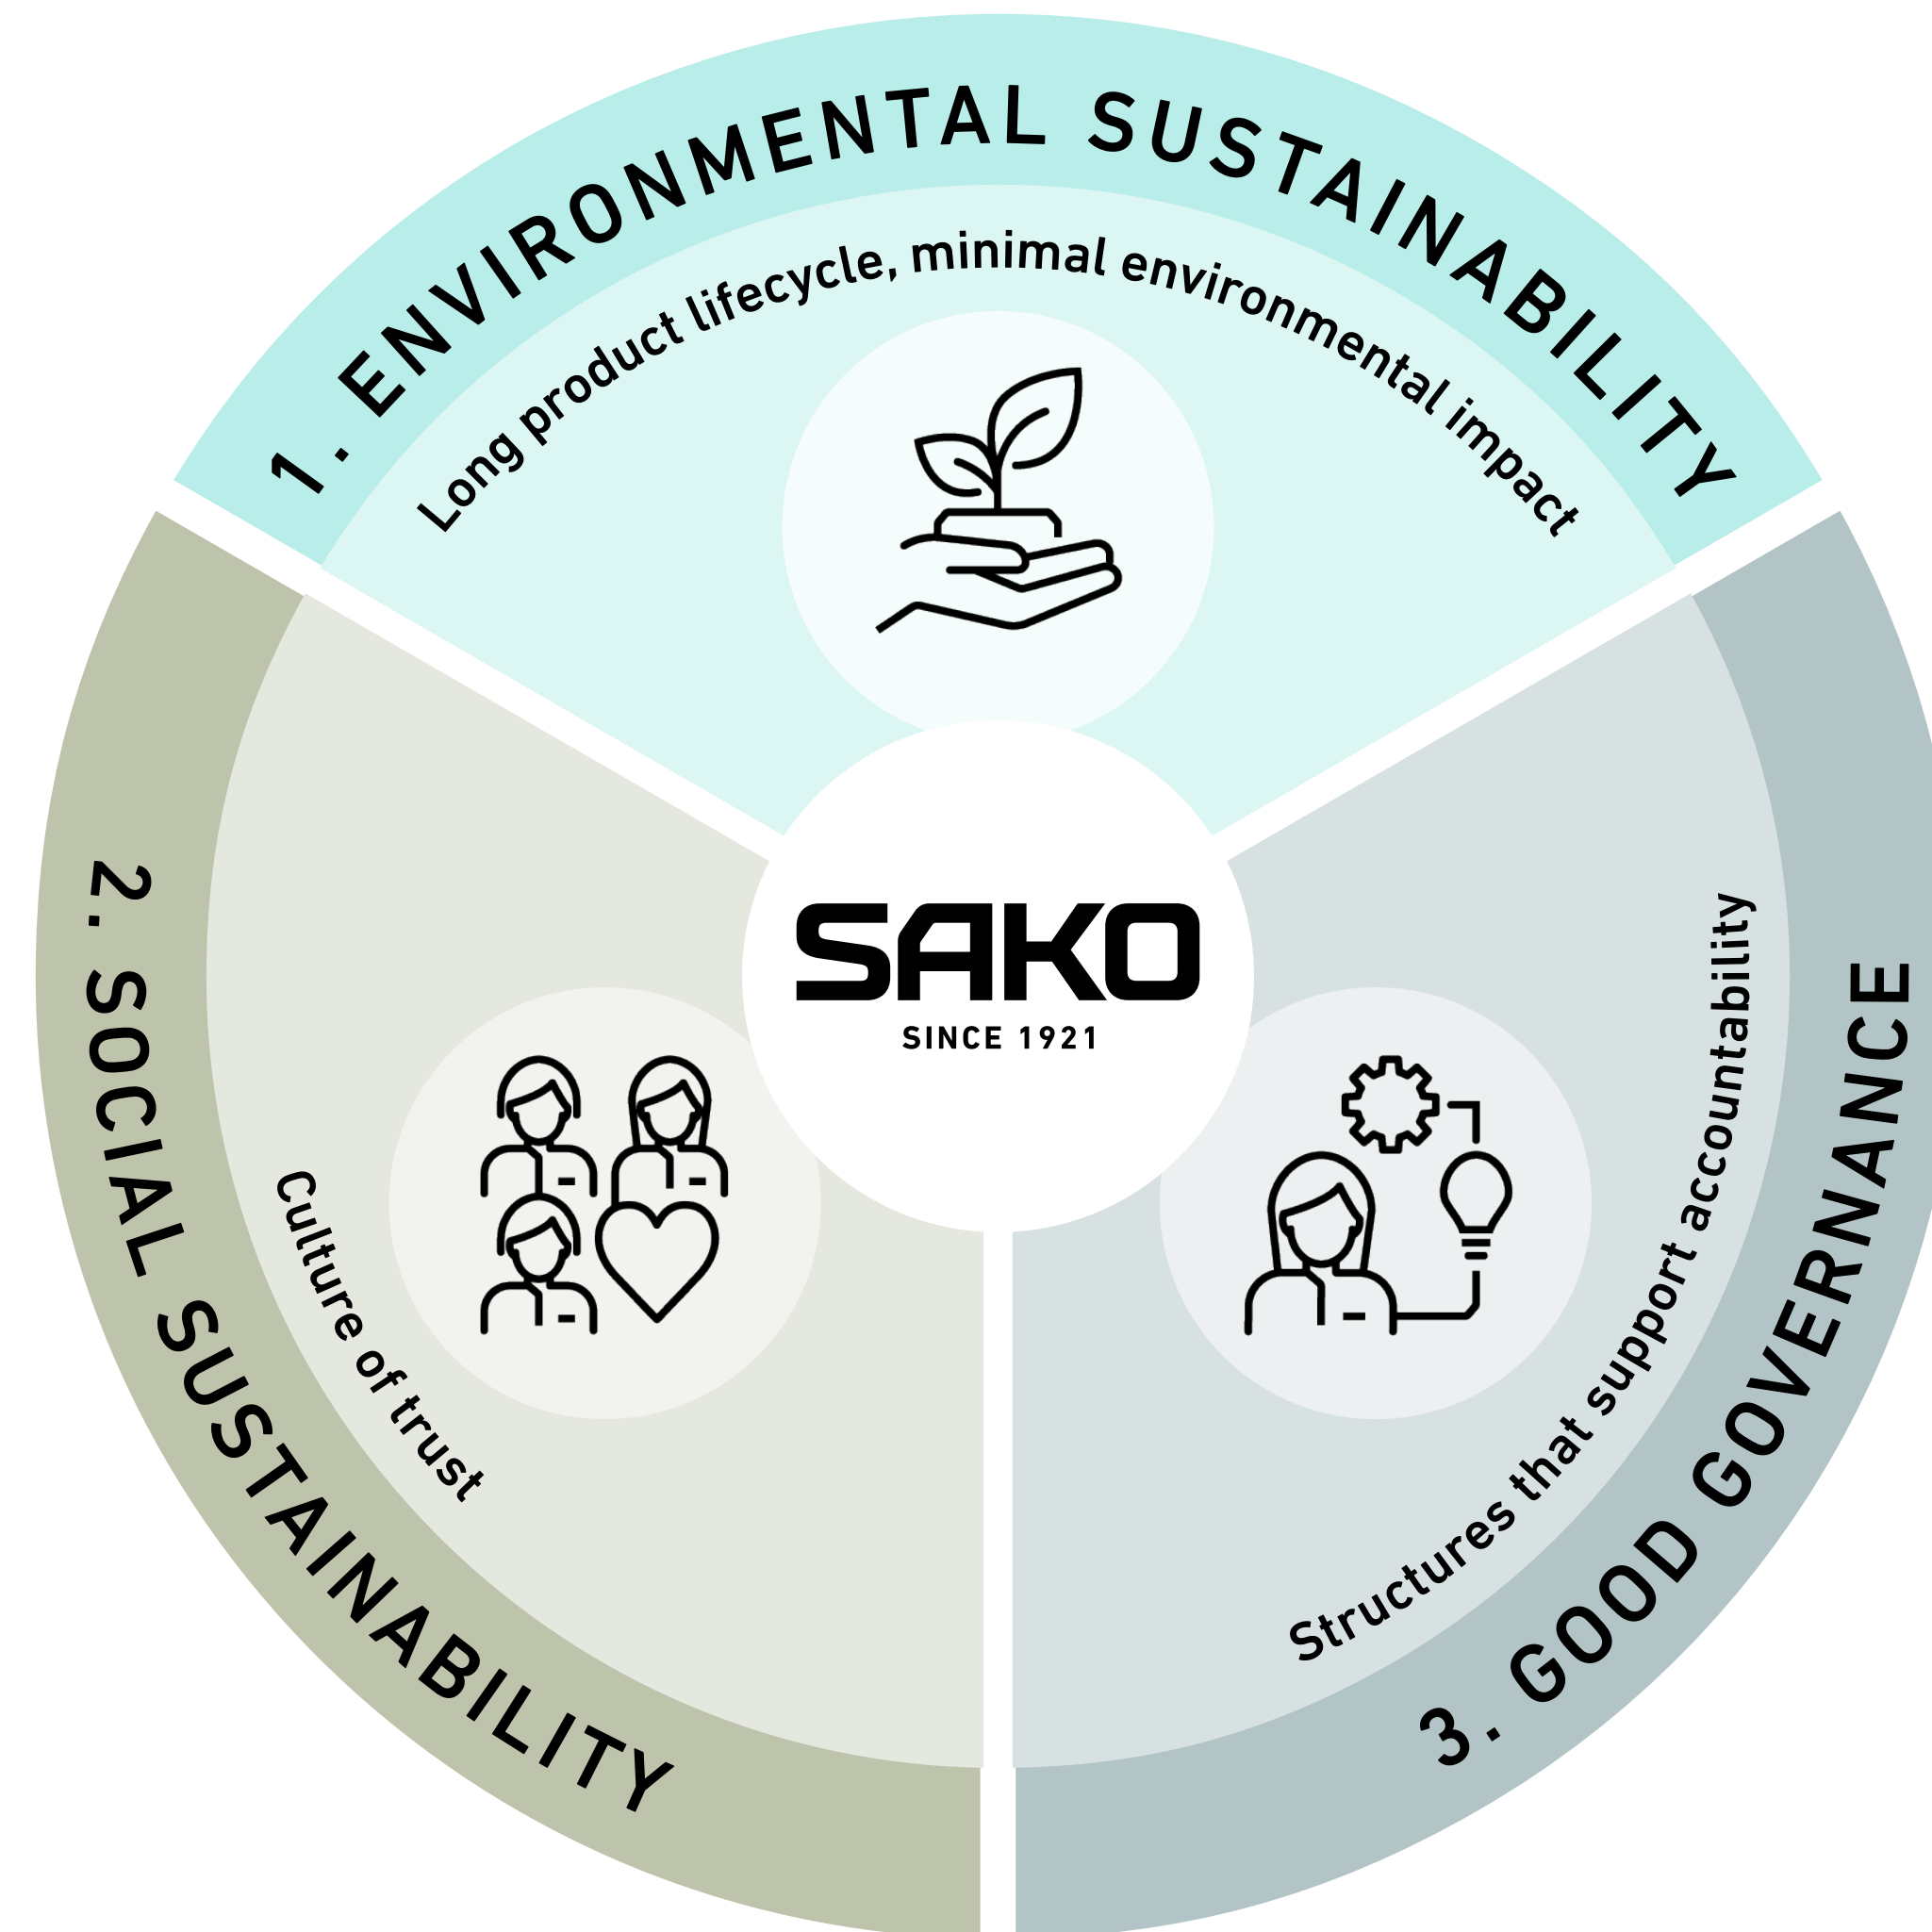 1. ENVIRONMENTAL SUSTAINABILITY
Long product lifecycle, minimal environmental impact
SAKO
SINCE 1921
2. SOCIAL SUSTAINABILITY
Culture of trust
3. GOOD GOVERNANCE
Structures that support accountability